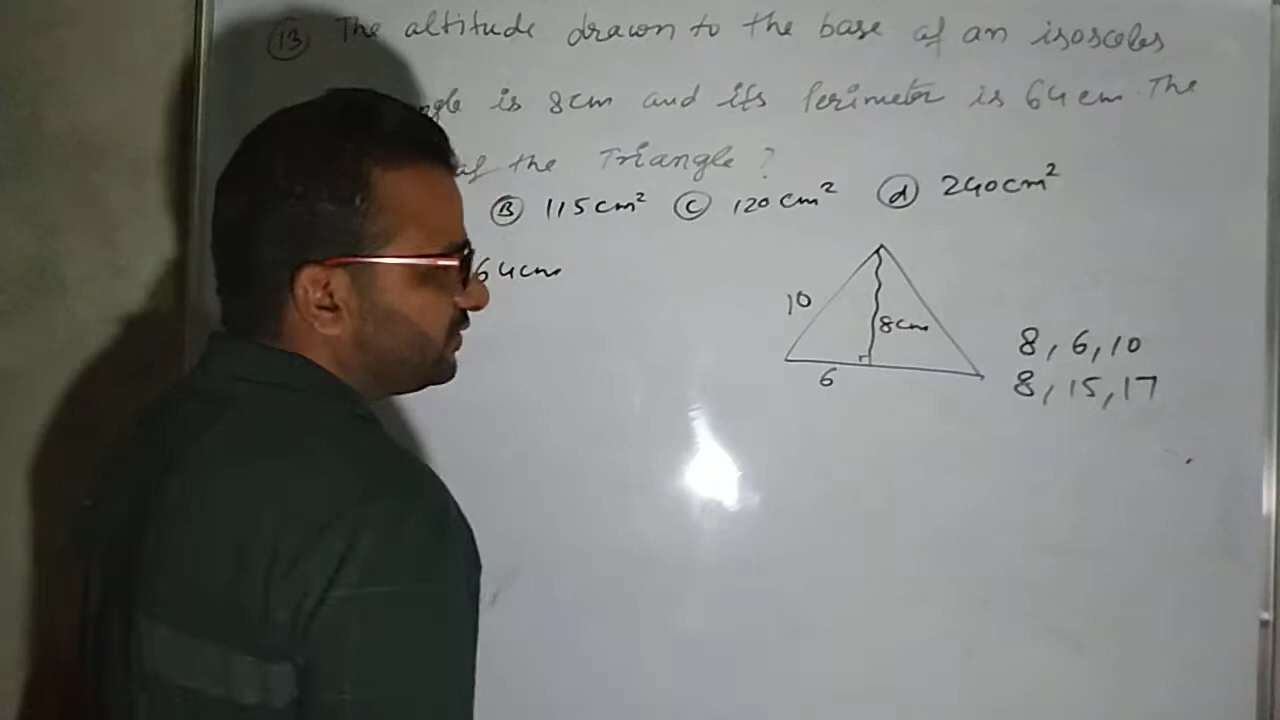 13 The altitude drawn to the base of an isosceles
ngle is 8cm and its Perimeter is 64cm. The
of the Triangle?
B 115cm² C 120cm² d 240cm²
64cm
10
8cm
6
8, 6, 10
8, 15, 17